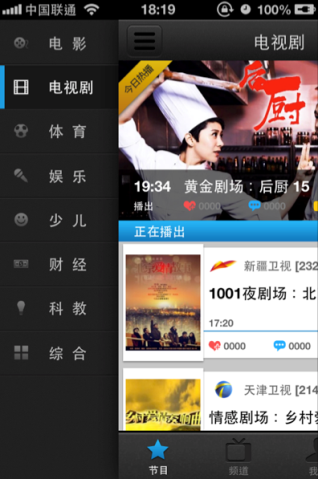 中国联通
18:19
100%
电影
电视剧
体育
娱乐
少儿
财经
科教
综合
电视剧
今日热播
后厨
19:34 黄金剧场：后厨 15
播出
0000
0000
正在播出
新疆卫视 [232
1001夜剧场：北
17:20
0000
0000
天津卫视 [2
情感剧场：乡村爱
节目
频道
我